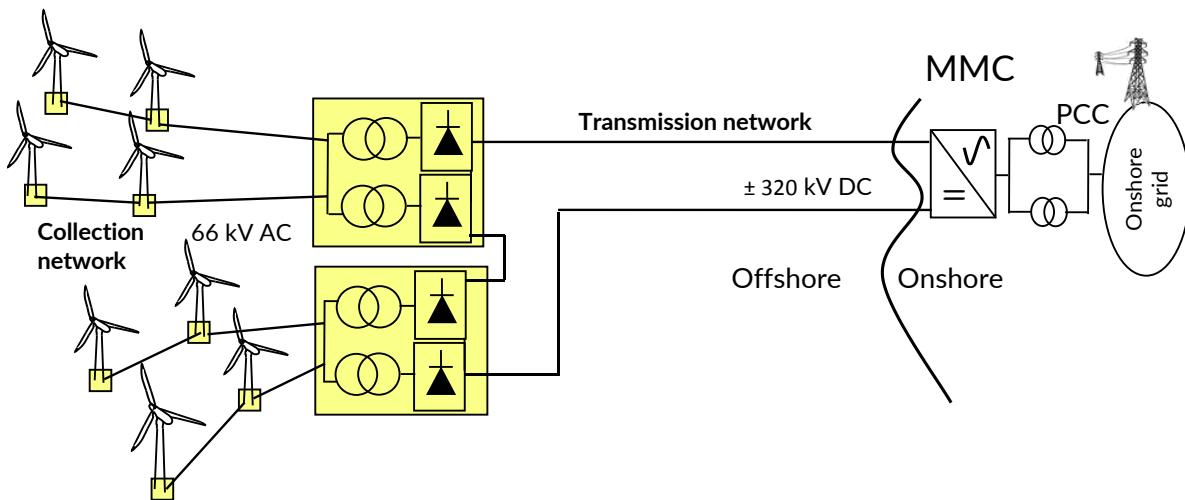 MMC
PCC
Transmission network
± 320 kV DC
Onshore
grid
Collection
network
66 kV AC
Offshore
Onshore